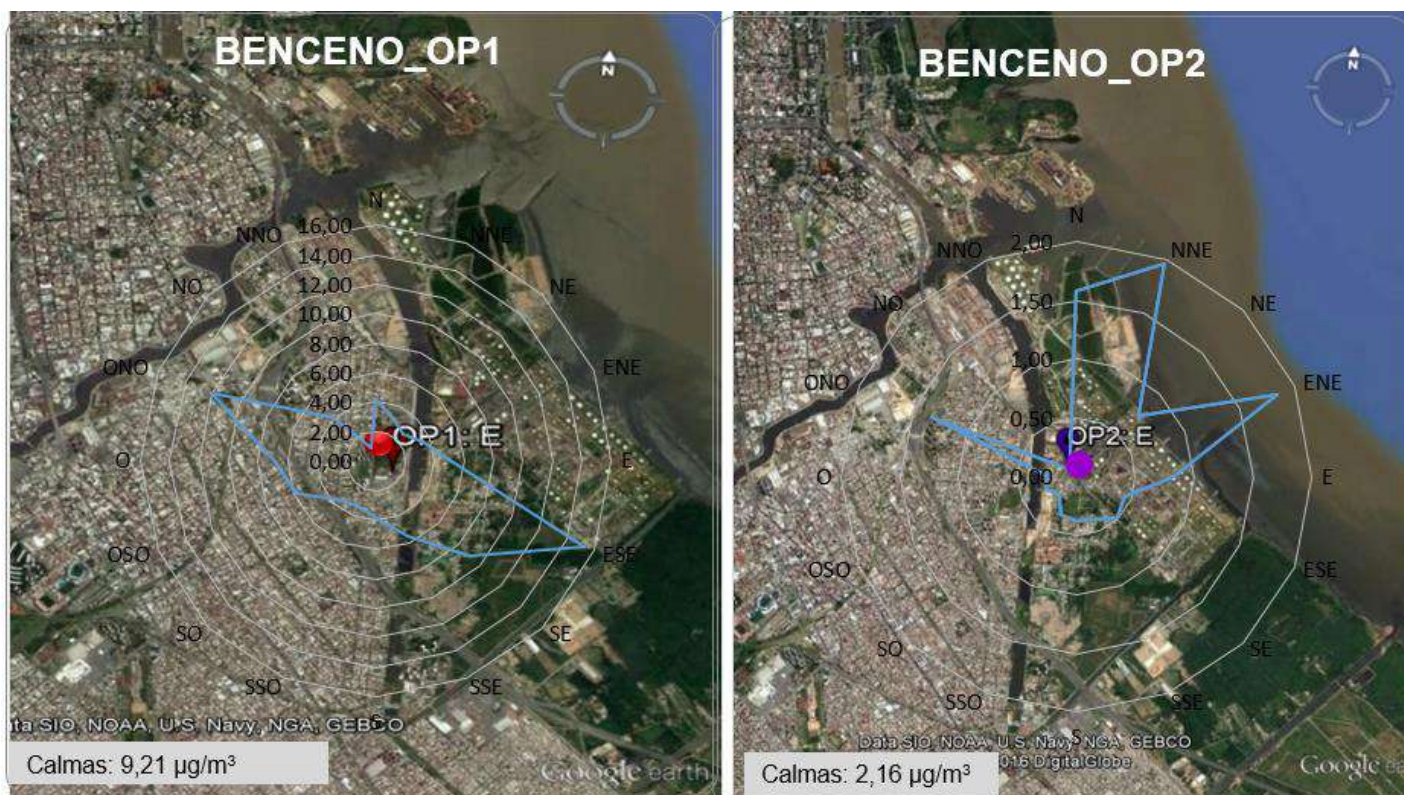 BENCENO_OP1
N
N
16,00
NNO
NNE
14,00
NO
NE
12,00
10,00
ONO
ENE
8,00
6,00
4,00
2,00
OP1: E
O
0,00
E
OSO
ESE
SO
SE
SSO
SSE
S
ta SIO, NOAA, U.S. Navy, NGA, GEBCO
Calmas: 9,21 µg/m³
Google earth
BENCENO_OP2
N
N
2,00
NNO
NNE
NO
1,50
NE
ONO
1,00
ENE
0,50
OP2: E
O
0,00
E
OSO
ESE
SO
SE
SSO
SSE
S
Data SIO, NOAA, U.S. Navy, NGA, GEBCO
016 DigitalGlobe
Calmas: 2,16 µg/m³
Google ear